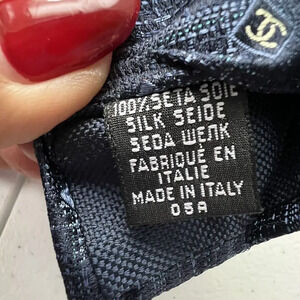 100% SETA SOIE
SILK SEIDE
SEDA ШЕЛК
FABRIQUÉ EN
ITALIE
MADE IN ITALY
05A